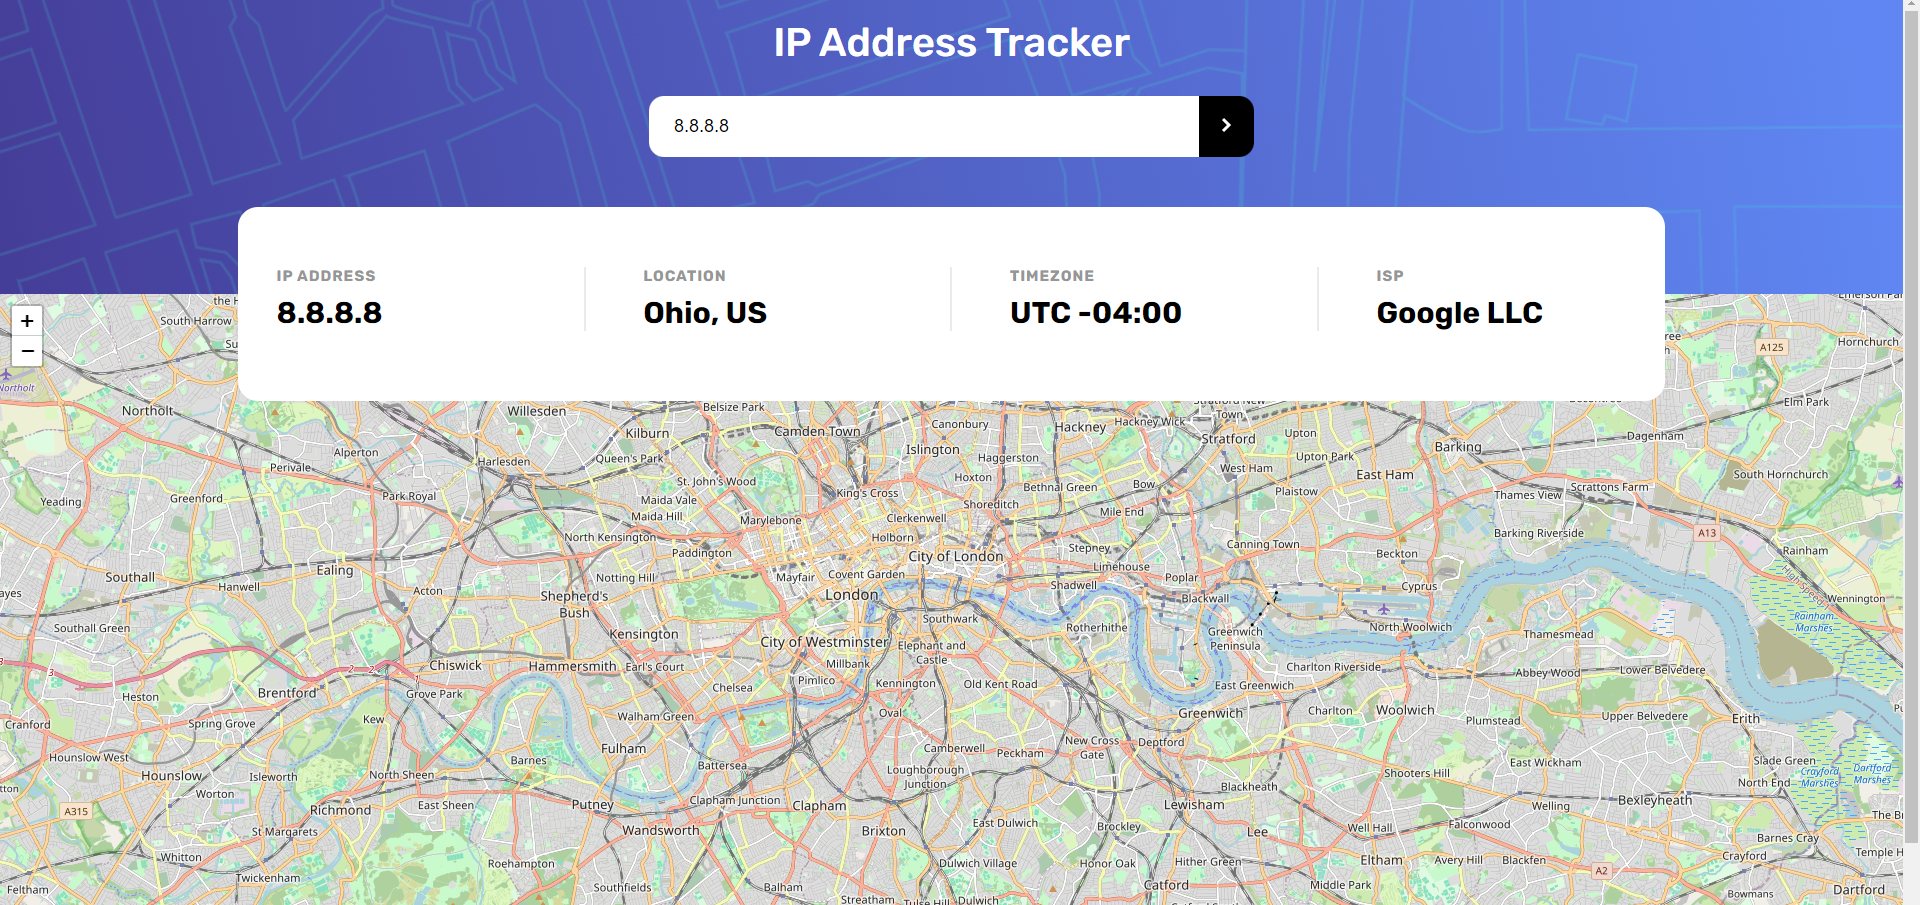 IP Address Tracker
8.8.8.8
IP ADDRESS
8.8.8.8
LOCATION
Ohio, US
TIMEZONE
UTC -04:00
ISP
Google LLC
+
−
South Harrow
Northolt
A125
Hornchurch
Elm Park
Northolt
Willesden
Belsize Park
Camden Town
Canonbury
Hackney
Hackney Wick
Town
Stratford
Upton
Barking
Dagenham
Kilburn
Islington
Alperton
Perivale
Harlesden
Queen's Park
Haggerston
West Ham
Upton Park
East Ham
South Hornchurch
Yeading
Greenford
Park Royal
St. John's Wood
Maida Vale
King's Cross
Hoxton
Bethnal Green
Bow
Plaistow
Thames View
Scrattons Farm
Maida Hill
Marylebone
Clerkenwell
Shoreditch
Mile End
North Kensington
Paddington
Holborn
City of London
Stepney
Canning Town
Beckton
Barking Riverside
A13
Rainham
Southall
Hanwell
Ealing
Acton
Notting Hill
Mayfair
Covent Garden
London
Limehouse
Shadwell
Poplar
Blackwall
Cyprus
High Speed 1
Wennington
Shepherd's
Bush
Southwark
Rotherhithe
Greenwich
Peninsula
North Woolwich
Thamesmead
Rainham
Marshes
Southall Green
Kensington
City of Westminster
Elephant and
Castle
3
3
2
2
1
Chiswick
Hammersmith
Earl's Court
Millbank
Charlton Riverside
Abbey Wood
Lower Belvedere
Heston
Brentford
Grove Park
Chelsea
Pimlico
Kennington
Old Kent Road
East Greenwich
Cranford
Spring Grove
Kew
Walham Green
Oval
Greenwich
Charlton
Woolwich
Plumstead
Upper Belvedere
Erith
Hounslow West
Hounslow
Isleworth
North Sheen
Barnes
Fulham
Battersea
Camberwell
Peckham
New Cross
Gate
Deptford
East Wickham
Slade Green
Worton
Loughborough
Junction
Shooters Hill
North End
Crayford
Marshes
Dartford
Marshes
A315
Richmond
East Sheen
Putney
Clapham Junction
Clapham
Blackheath
Lewisham
Welling
Bexleyheath
St Margarets
Wandsworth
Brixton
East Dulwich
Brockley
Lee
Well Hall
Falconwood
Barnes Cray
Whitton
Roehampton
Dulwich Village
Honor Oak
Hither Green
Eltham
Avery Hill
Blackfen
A2
Crayford
Feltham
Twickenham
Southfields
Balham
Streatham
Dulwich
Catford
Middle Park
Bowmans
Dartford